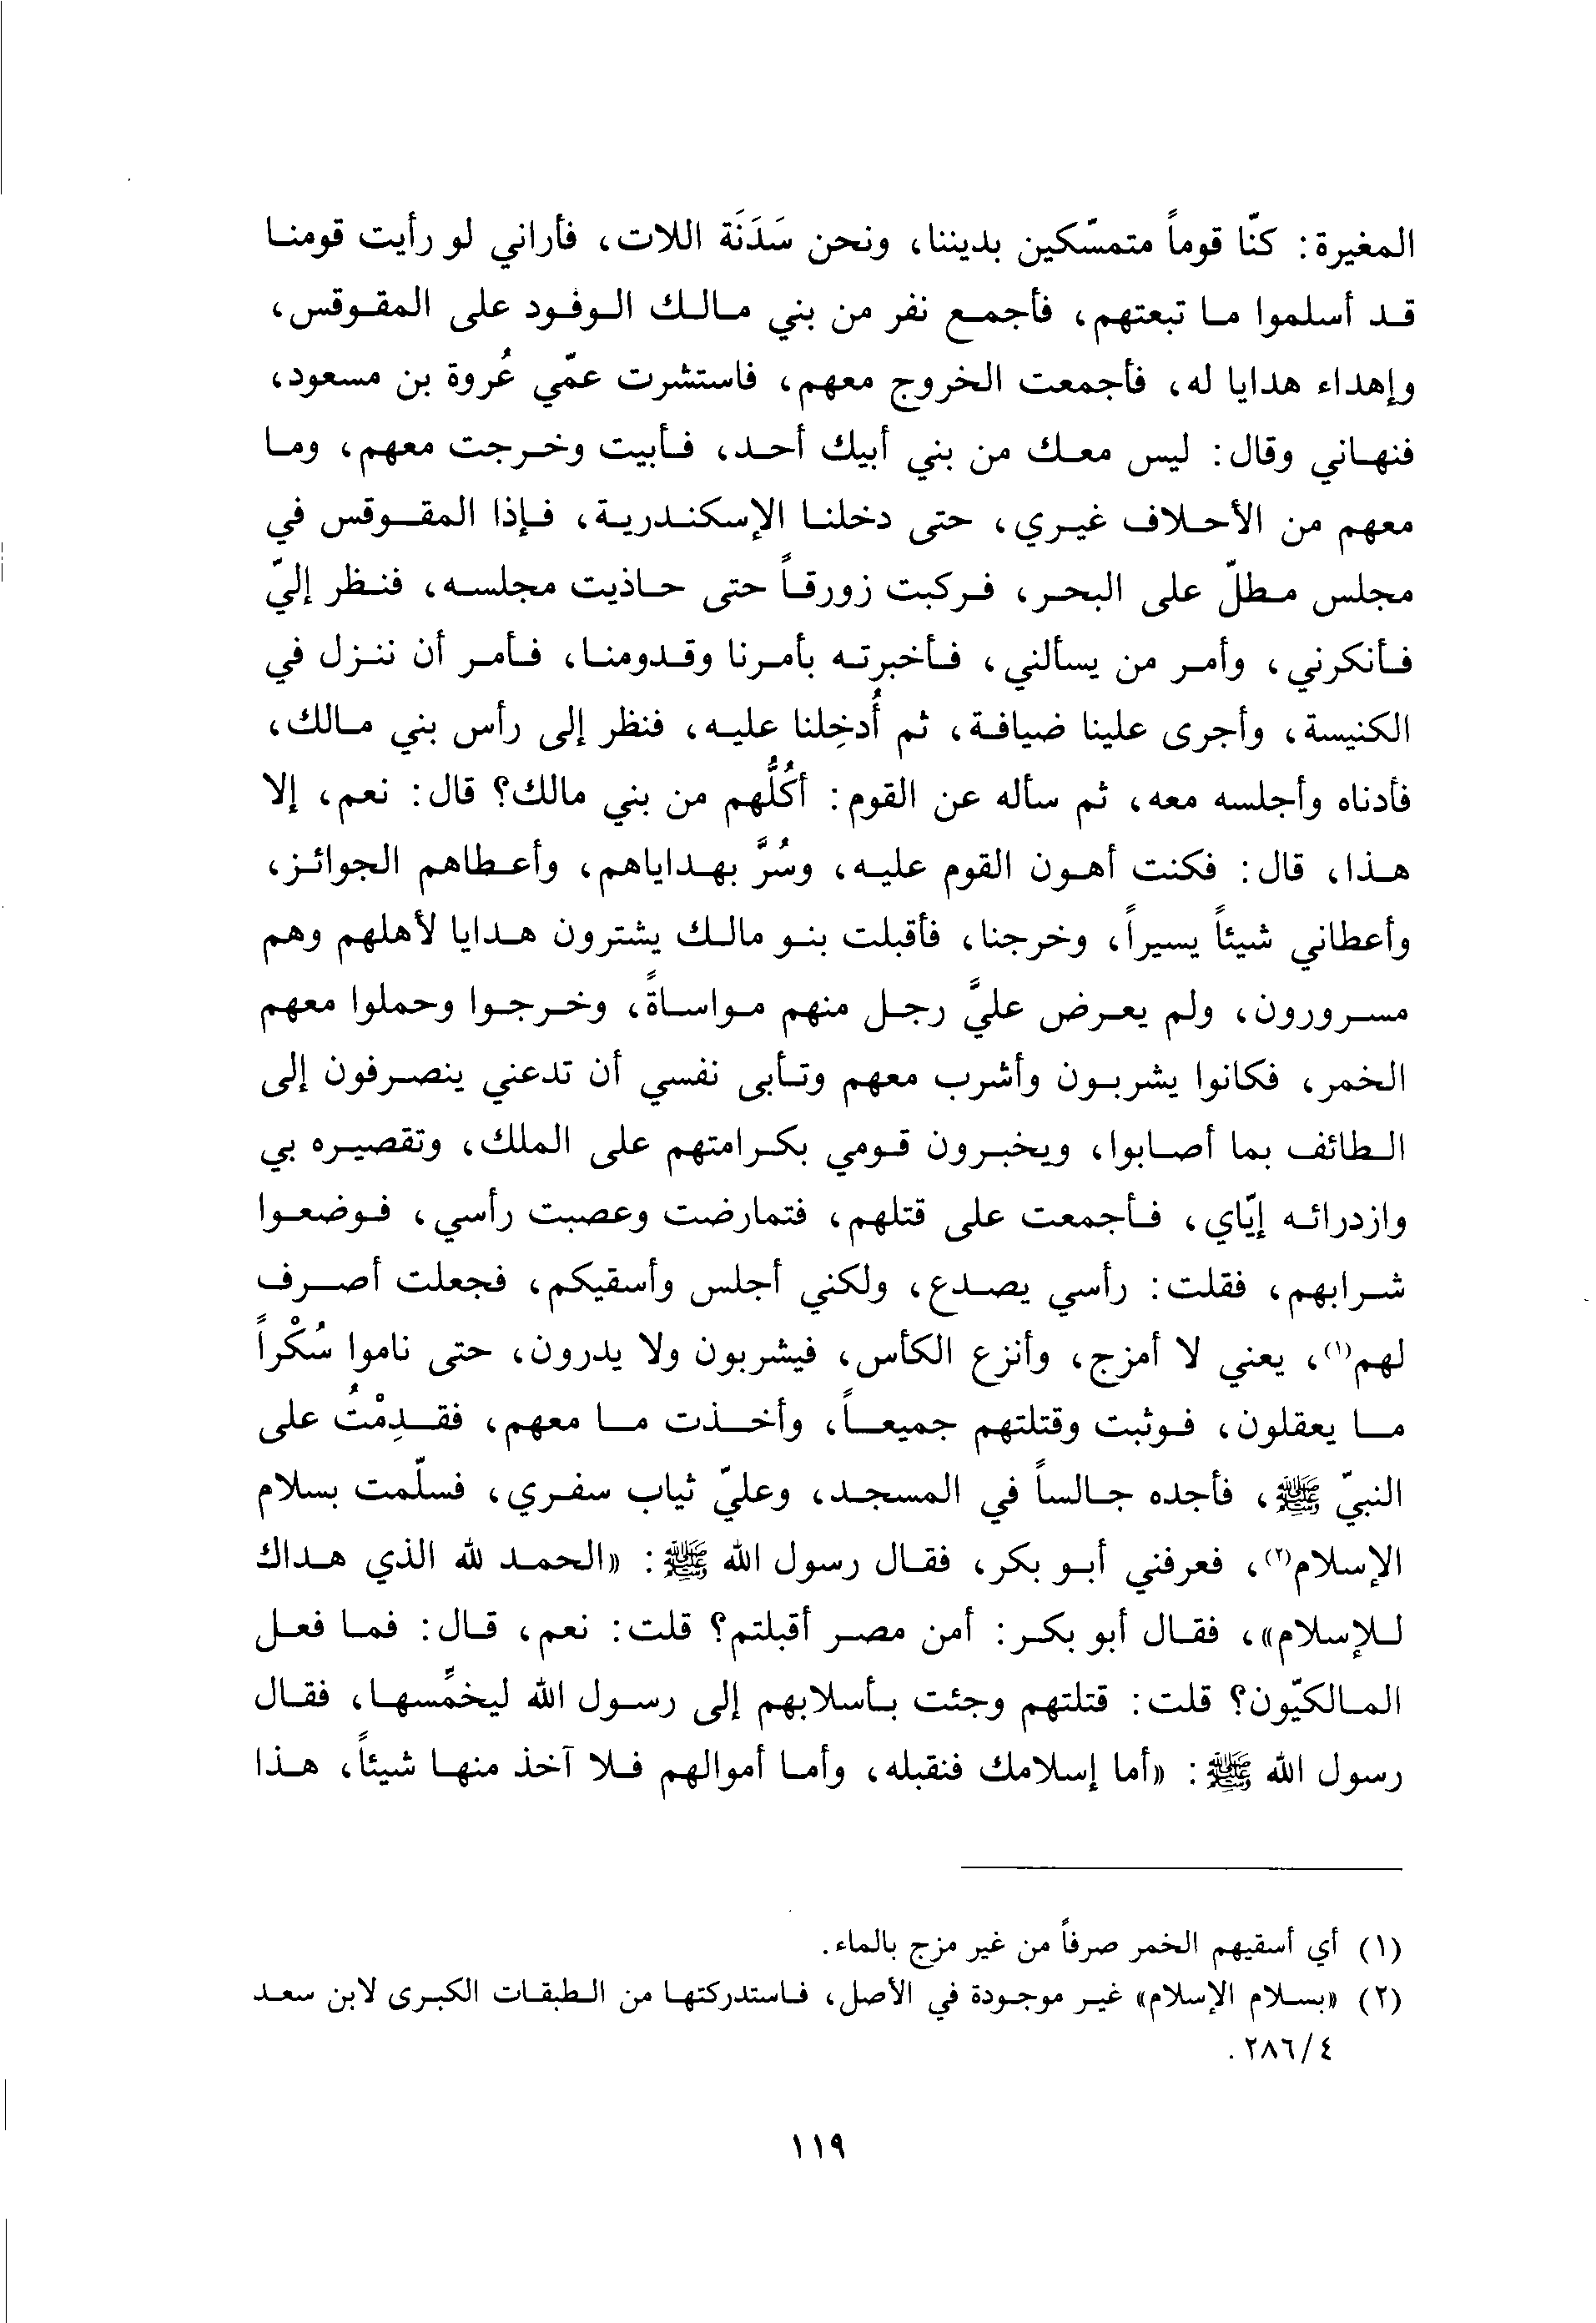 المغيرة: كنّا قوماً متمسّكين بديننا، ونحن سَدَنَة اللات، فأراني لو رأيت قومنا
قد أسلموا ما تبعتهم، فأجمع نفر من بني مالك الوفود على المقوقس،
وإهداء هدايا له، فأجمعت الخروج معهم، فاستشرت عمّي عُروة بن مسعود،
فنهاني وقال: ليس معك من بني أبيك أحد، فأبيت وخرجت معهم، وما
معهم من الأحلاف غيري، حتى دخلنا الإسكندرية، فإذا المقوقس في
مجلس مطلّ على البحر، فركبت زورقاً حتى حاذيت مجلسه، فنظر إليّ
فأنكرني، وأمر من يسألني، فأخبرته بأمرنا وقدومنا، فأمر أن ننزل في
الكنيسة، وأجرى علينا ضيافة، ثم أُدخِلنا عليه، فنظر إلى رأس بني مالك،
فأدناه وأجلسه معه، ثم سأله عن القوم: أكُلُّهم من بني مالك؟ قال: نعم، إلا
هذا، قال: فكنت أهون القوم عليه، وسُرَّ بهداياهم، وأعطاهم الجوائز،
وأعطاني شيئاً يسيراً، وخرجنا، فأقبلت بنو مالك يشترون هدايا لأهلهم وهم
مسرورون، ولم يعرض عليَّ رجل منهم مواساةً، وخرجوا وحملوا معهم
الخمر، فكانوا يشربون وأشرب معهم وتأبى نفسي أن تدعني ينصرفون إلى
الطائف بما أصابوا، ويخبرون قومي بكرامتهم على الملك، وتقصيره بي
وازدرائه إيّاي، فأجمعت على قتلهم، فتمارضت وعصبت رأسي، فوضعوا
شرابهم، فقلت: رأسي يصدع، ولكني أجلس وأسقيكم، فجعلت أصرف
لهم(١)، يعني لا أمزج، وأنزع الكأس، فيشربون ولا يدرون، حتى ناموا سُكْراً
ما يعقلون، فوثبت وقتلتهم جميعاً، وأخذت ما معهم، فقدِمْتُ على
النبيّ ﷺ، فأجده جالساً في المسجد، وعليّ ثياب سفري، فسلّمت بسلام
الإسلام(٢)، فعرفني أبو بكر، فقال رسول الله ﷺ: «الحمد لله الذي هداك
للإسلام»، فقال أبو بكر: أمن مصر أقبلتم؟ قلت: نعم، قال: فما فعل
المالكيّون؟ قلت: قتلتهم وجئت بأسلابهم إلى رسول الله ليخمِّسها، فقال
رسول الله ﷺ: «أما إسلامك فنقبله، وأما أموالهم فلا آخذ منها شيئاً، هذا
(١) أي أسقيهم الخمر صرفاً من غير مزج بالماء.
(٢) «بسلام الإسلام» غير موجودة في الأصل، فاستدركتها من الطبقات الكبرى لابن سعد
٤/٢٨٦.
١١٩